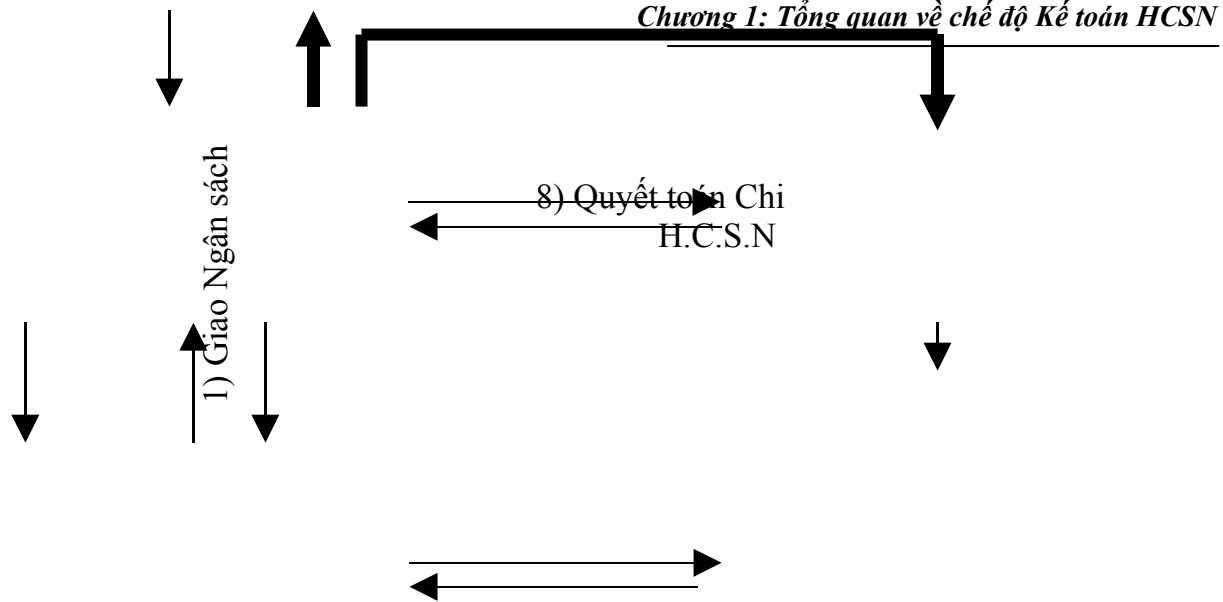 Chương 1: Tổng quan về chế độ Kế toán HCSN
1) Giao Ngân sách
8) Quyết toán Chi
H.C.S.N